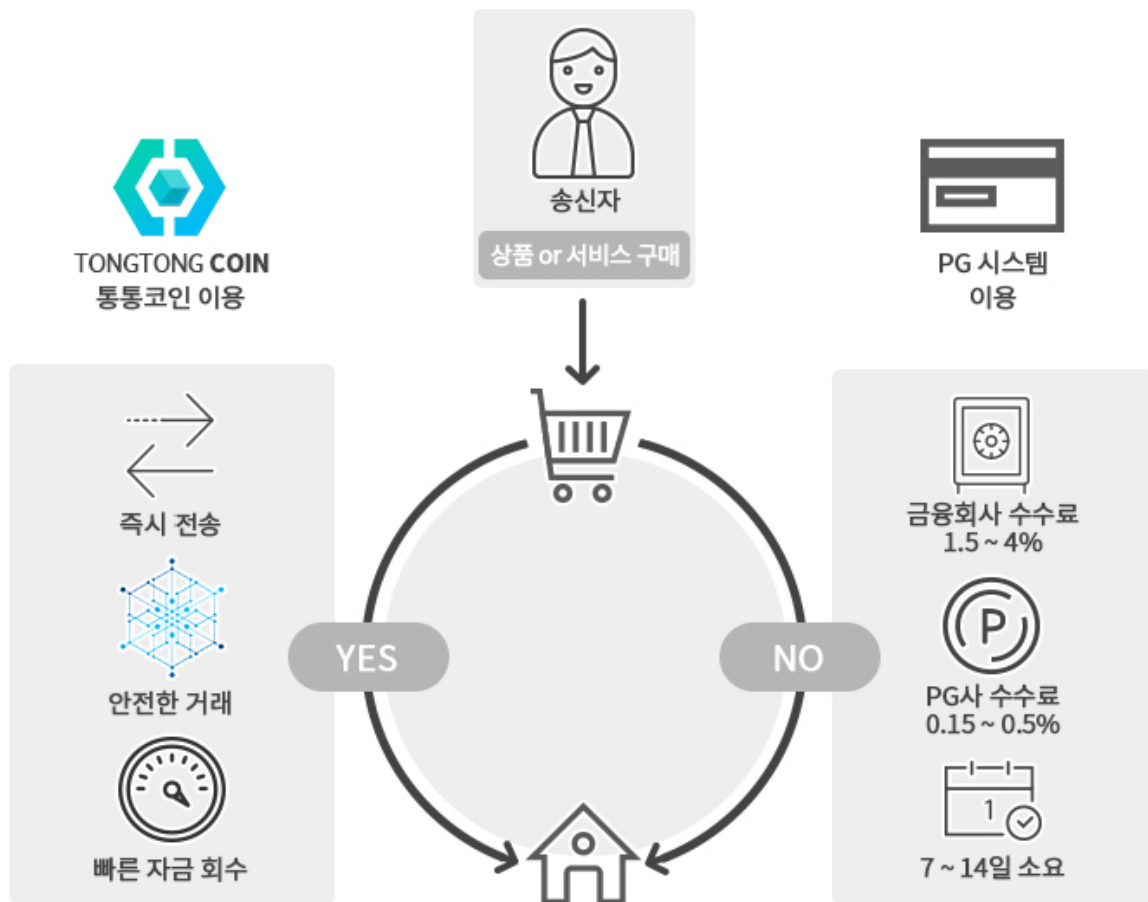 송신자
상품 or 서비스 구매
TONGTONG COIN
통통코인 이용
PG 시스템
이용
즉시 전송
안전한 거래
빠른 자금 회수
YES
NO
금융회사 수수료
1.5 ~ 4%
P
PG사 수수료
0.15 ~ 0.5%
1
7 ~ 14일 소요